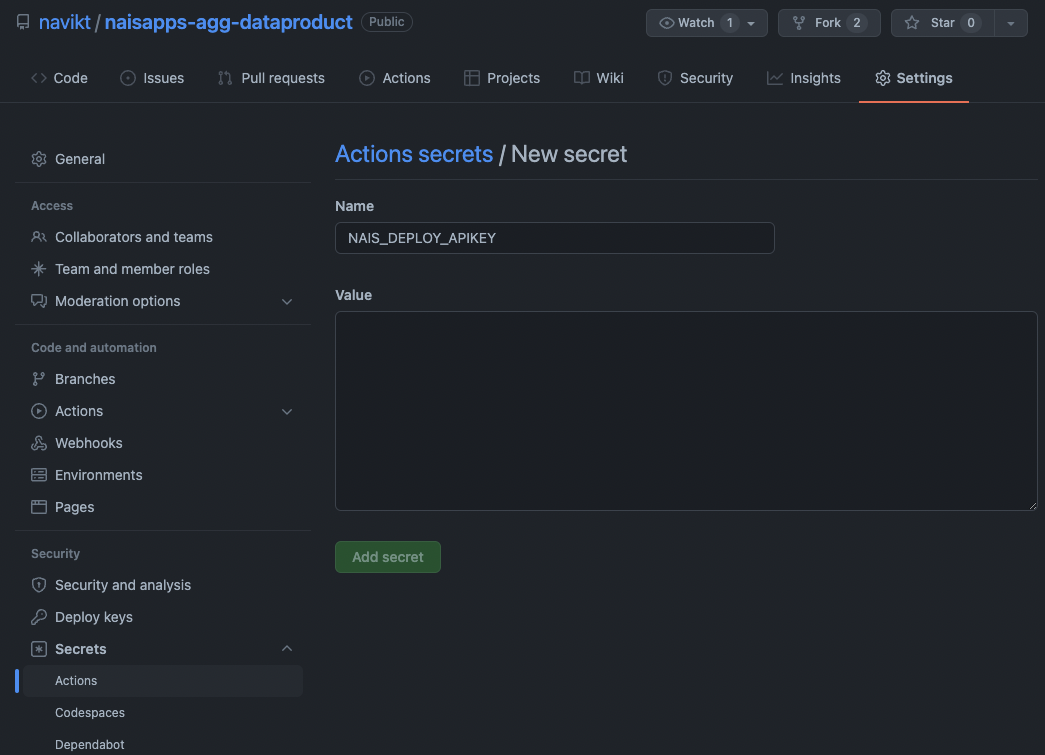 navikt / naisapps-agg-dataproduct Public
Watch 1 Fork 2 Star 0
Code Issues Pull requests Actions Projects Wiki Security Insights Settings
General
Access
Collaborators and teams
Team and member roles
Moderation options
Code and automation
Branches
Actions
Webhooks
Environments
Pages
Security
Security and analysis
Deploy keys
Secrets
Actions
Codespaces
Dependabot
Actions secrets / New secret
Name
NAIS_DEPLOY_APIKEY
Value
Add secret